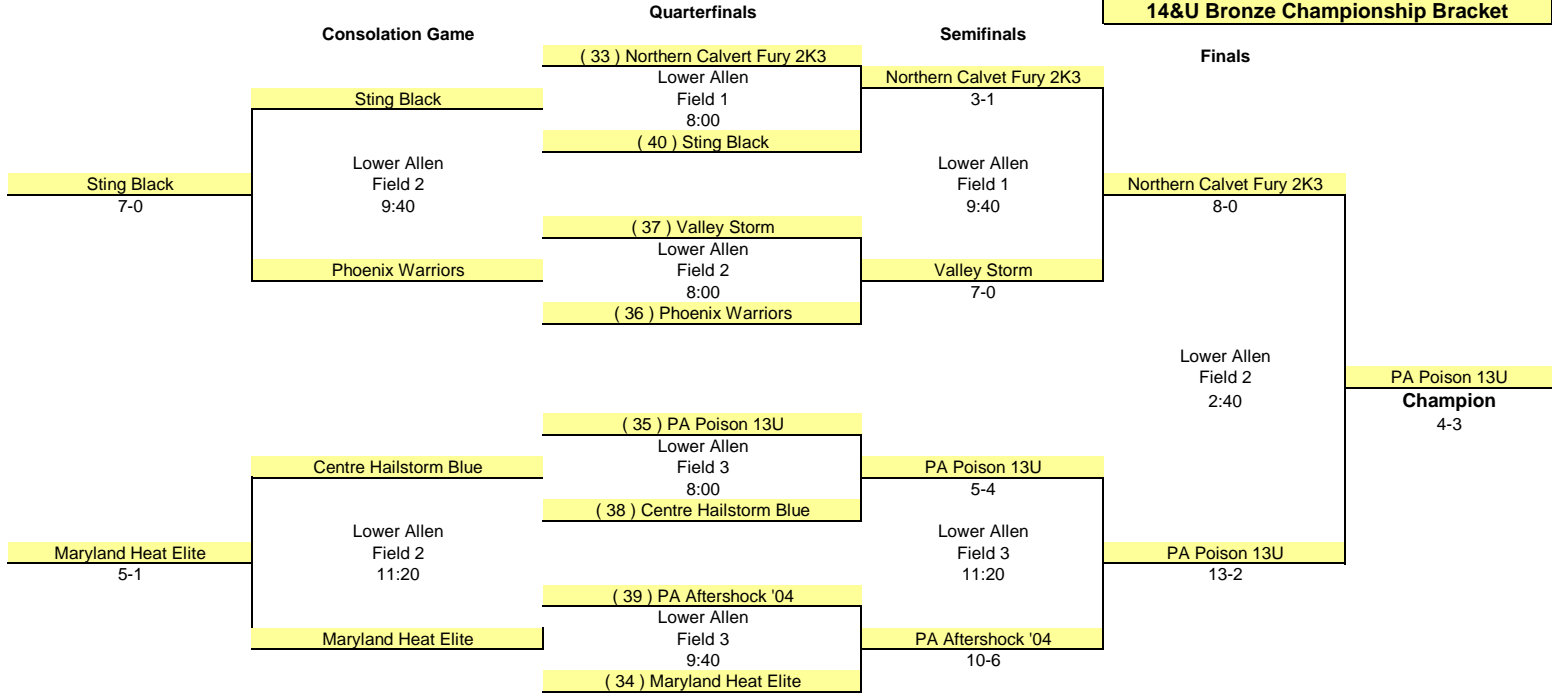 Quarterfinals
14&U Bronze Championship Bracket
Consolation Game
Semifinals
Finals
( 33 ) Northern Calvert Fury 2K3
Lower Allen
Field 1
8:00
( 40 ) Sting Black
Sting Black
Lower Allen
Field 2
9:40
Phoenix Warriors
Sting Black
7-0
( 37 ) Valley Storm
Lower Allen
Field 2
8:00
( 36 ) Phoenix Warriors
Northern Calvet Fury 2K3
3-1
Lower Allen
Field 1
9:40
Valley Storm
7-0
Northern Calvet Fury 2K3
8-0
Lower Allen
Field 2
2:40
PA Poison 13U
Champion
4-3
( 35 ) PA Poison 13U
Lower Allen
Field 3
8:00
( 38 ) Centre Hailstorm Blue
Centre Hailstorm Blue
Lower Allen
Field 2
11:20
Maryland Heat Elite
Maryland Heat Elite
5-1
( 39 ) PA Aftershock '04
Lower Allen
Field 3
9:40
( 34 ) Maryland Heat Elite
PA Poison 13U
5-4
Lower Allen
Field 3
11:20
PA Aftershock '04
10-6
PA Poison 13U
13-2